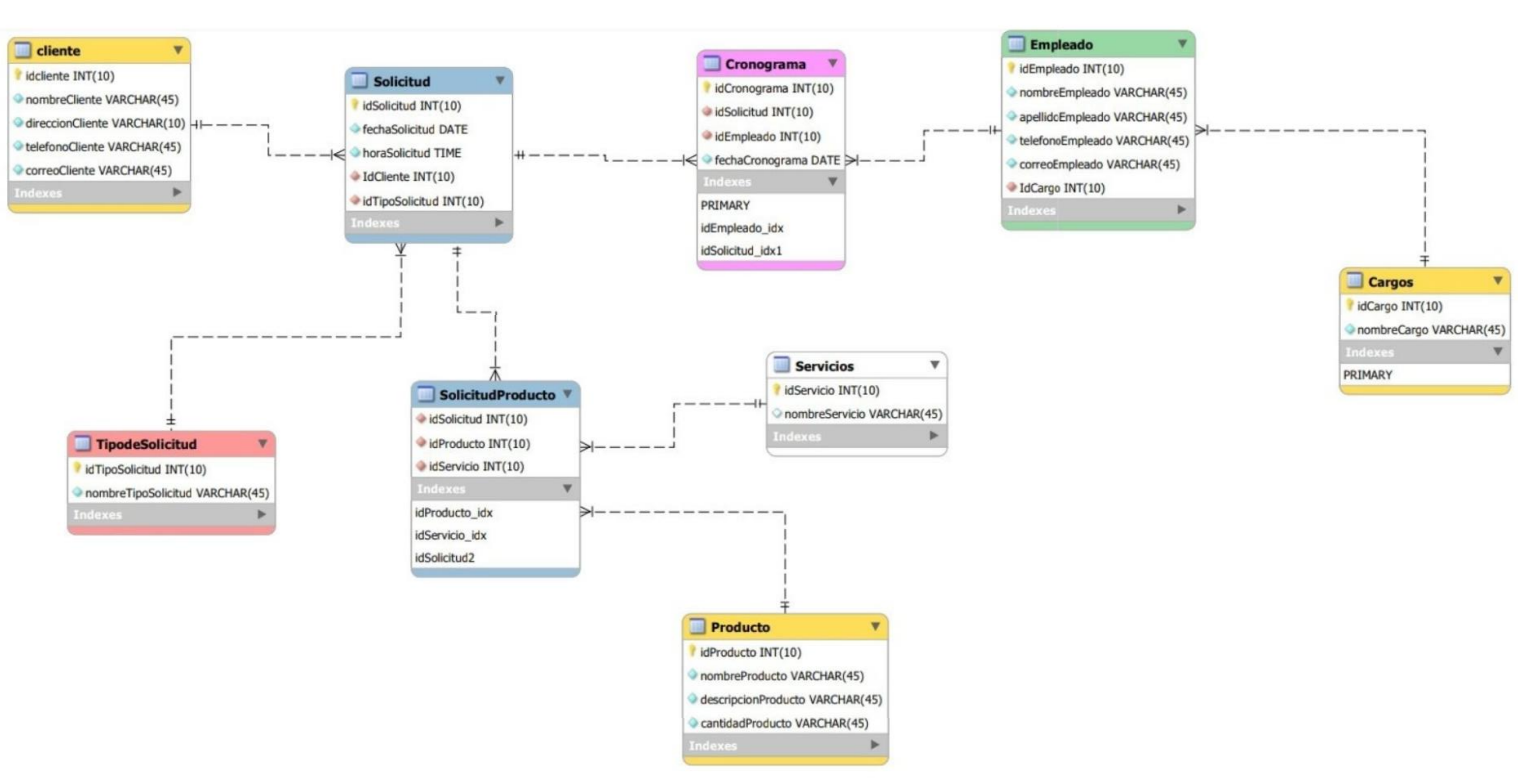 cliente
idcliente INT(10)
nombreCliente VARCHAR(45)
direccionCliente VARCHAR(10)
telefonoCliente VARCHAR(45)
correoCliente VARCHAR(45)
Indexes
Solicitud
idSolicitud INT(10)
fechaSolicitud DATE
horaSolicitud TIME
IdCliente INT(10)
idTipoSolicitud INT(10)
Indexes
Cronograma
idCronograma INT(10)
idSolicitud INT(10)
idEmpleado INT(10)
fechaCronograma DATE
Indexes
PRIMARY
idEmpleado_idx
idSolicitud_idx1
Empleado
idEmpleado INT(10)
nombreEmpleado VARCHAR(45)
apellidcEmpleado VARCHAR(45)
telefonoEmpleado VARCHAR(45)
correoEmpleado VARCHAR(45)
IdCargo INT(10)
Indexes
Cargos
idCargo INT(10)
nombreCargo VARCHAR(45)
Indexes
PRIMARY
TipodeSolicitud
idTipoSolicitud INT(10)
nombreTipoSolicitud VARCHAR(45)
Indexes
SolicitudProducto
idSolicitud INT(10)
idProducto INT(10)
idServicio INT(10)
Indexes
idProducto_idx
idServicio_idx
idSolicitud2
Servicios
idServicio INT(10)
nombreServicio VARCHAR(45)
Indexes
Producto
idProducto INT(10)
nombreProducto VARCHAR(45)
descripcionProducto VARCHAR(45)
cantidadProducto VARCHAR(45)
Indexes